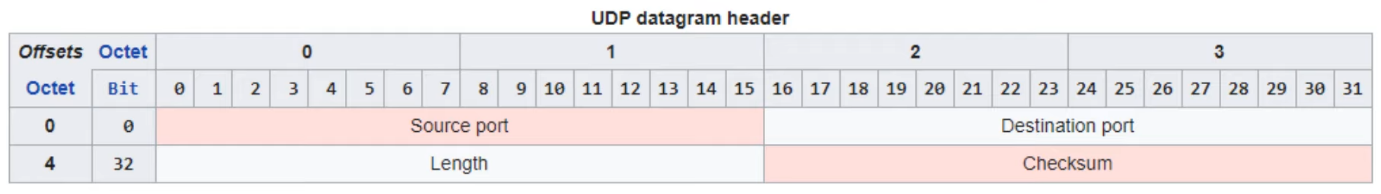 UDP datagram header
Offsets Octet 0 1 2 3
Octet Bit 0 1 2 3 4 5 6 7 8 9 10 11 12 13 14 15 16 17 18 19 20 21 22 23 24 25 26 27 28 29 30 31
0 0 Source port Destination port
4 32 Length Checksum